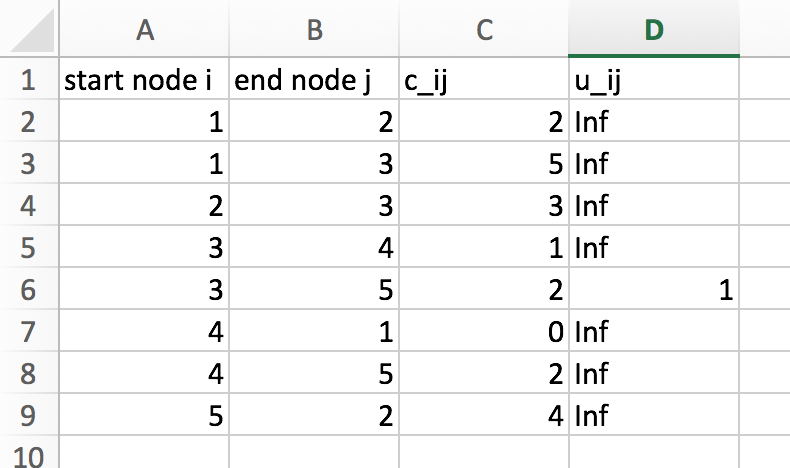 A B C D
1 start node i end node j c_ij u_ij
2 1 2 2 Inf
3 1 3 5 Inf
4 2 3 3 Inf
5 3 4 1 Inf
6 3 5 2 1
7 4 1 0 Inf
8 4 5 2 Inf
9 5 2 4 Inf
10